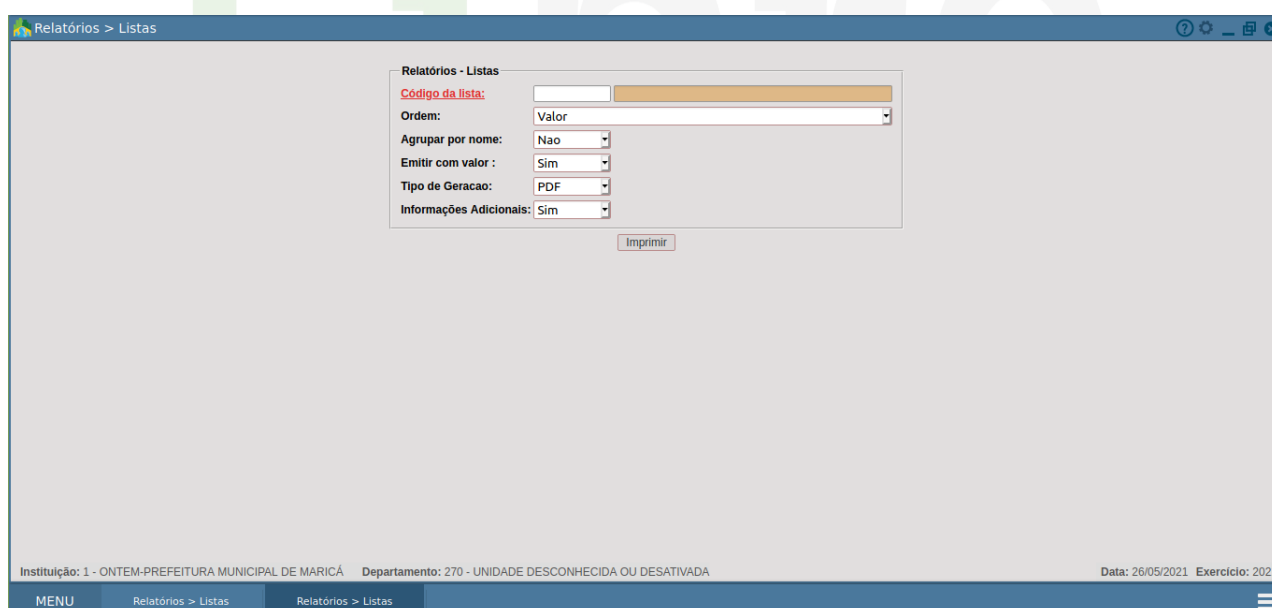 Relatórios > Listas
Relatórios - Listas
Código da lista:
Ordem: Valor
Agrupar por nome: Nao
Emitir com valor : Sim
Tipo de Geracao: PDF
Informações Adicionais: Sim
Imprimir
Instituição: 1 - ONTEM-PREFEITURA MUNICIPAL DE MARICÁ Departamento: 270 - UNIDADE DESCONHECIDA OU DESATIVADA Data: 26/05/2021 Exercício: 202
MENU Relatórios > Listas Relatórios > Listas